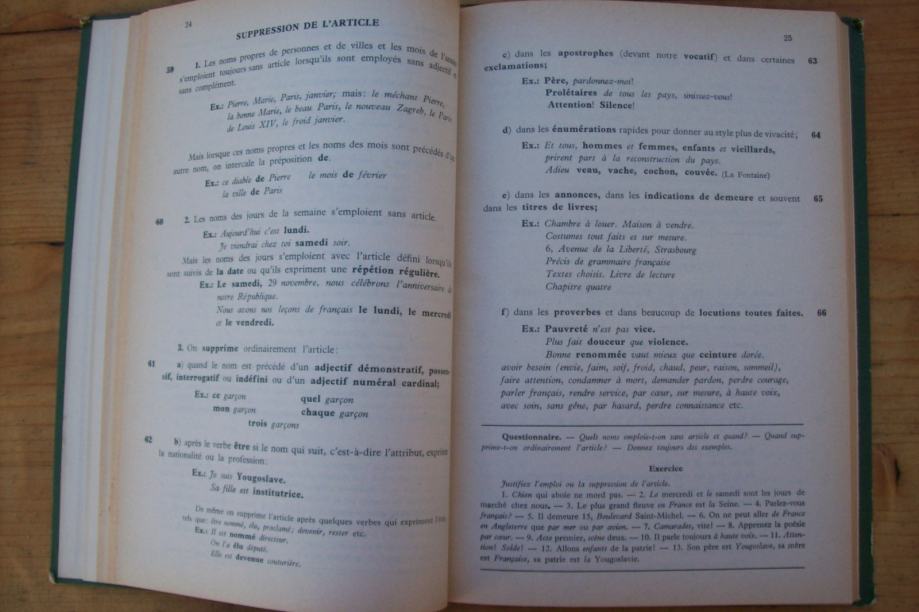 24
SUPPRESSION DE L'ARTICLE
59 1. Les noms propres de personnes et de villes et les mois de
s'emploient toujours sans article lorsqu'ils sont employés sans adjectif
sans complément.
Ex.: Pierre, Marie, Paris, janvier; mais: le méchant Pierre,
la bonne Marie, le beau Paris, le nouveau Zagreb, le
de Louis XIV, le froid janvier.
Mais lorsque ces noms propres et les noms des mois sont précédés d'un
autre nom, on intercale la préposition de.
Ex.: ce diable de Pierre le mois de février
la ville de Paris
60 2. Les noms des jours de la semaine s'emploient sans article.
Ex.: Aujourd'hui c'est lundi.
Je viendrai chez toi samedi soir.
Mais les noms des jours s'emploient avec l'article défini lorsqu'ils
sont suivis de la date ou qu'ils expriment une répétition régulière.
Ex.: Le samedi, 29 novembre, nous célébrons l'anniversaire
notre République.
Nous avons nos leçons de français le lundi, le mercredi
et le vendredi.
3. On supprime ordinairement l'article:
61 a) quand le nom est précédé d'un adjectif démonstratif, posses-
sif, interrogatif ou indéfini ou d'un adjectif numéral cardinal;
Ex.: ce garçon quel garçon
mon garçon chaque garçon
trois garçons
62 b) après le verbe être si le nom qui suit, c'est-à-dire l'attribut, exprime
la nationalité ou la profession:
Ex.: Je suis Yougoslave.
Sa fille est institutrice.
De même on supprime l'article après quelques verbes qui expriment
tels que: être nommé, élu, proclamé; devenir, rester etc.
Ex.: Il est nommé directeur.
On l'a élu député.
Elle est devenue couturière.
25
c) dans les apostrophes (devant notre vocatif) et dans certaines 63
exclamations;
Ex.: Père, pardonnez-moi!
Prolétaires de tous les pays, unissez-vous!
Attention! Silence!
d) dans les énumérations rapides pour donner au style plus de vivacité; 64
Ex.: Et tous, hommes et femmes, enfants et vieillards,
prirent part à la reconstruction du pays.
Adieu veau, vache, cochon, couvée. (La Fontaine)
e) dans les annonces, dans les indications de demeure et souvent 65
dans les titres de livres;
Ex.: Chambre à louer. Maison à vendre.
Costumes tout faits et sur mesure.
6, Avenue de la Liberté, Strasbourg
Précis de grammaire française
Textes choisis. Livre de lecture
Chapitre quatre
f) dans les proverbes et dans beaucoup de locutions toutes faites. 66
Ex.: Pauvreté n'est pas vice.
Plus fait douceur que violence.
Bonne renommée vaut mieux que ceinture dorée.
avoir besoin (envie, faim, soif, froid, chaud, peur, raison, sommeil),
faire attention, condamner à mort, demander pardon, perdre courage,
parler français, rendre service, par cœur, sur mesure, à haute voix,
avec soin, sans gêne, par hasard, perdre connaissance etc.
Questionnaire. — Quels noms emploie-t-on sans article et quand? — Quand sup-
prime-t-on ordinairement l'article? — Donnez toujours des exemples.
Exercice
Justifiez l'emploi ou la suppression de l'article.
1. Chien qui aboie ne mord pas. — 2. Le mercredi et le samedi sont les jours de
marché chez nous. — 3. Le plus grand fleuve en France est la Seine. — 4. Parlez-vous
français? — 5. Il demeure 15, Boulevard Saint-Michel. — 6. On ne peut aller de France
en Angleterre que par mer ou par avion. — 7. Camarades, vite! — 8. Apprenez la poésie
par cœur. — 9. Acte premier, scène deux. — 10. Il parle toujours à haute voix. — 11. Atten-
tion! Solde! — 12. Allons enfants de la patrie! — 13. Son père est Yougoslave, sa mère
est Française, sa patrie est la Yougoslavie.